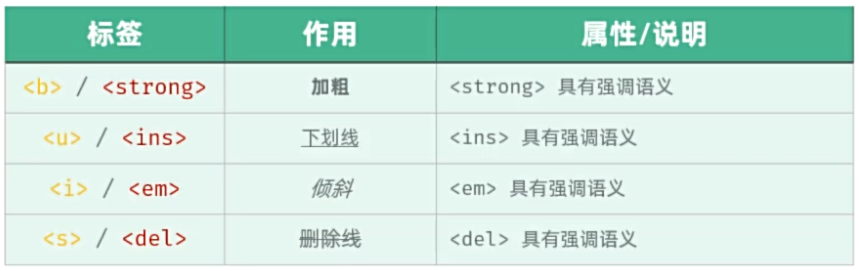 标签 作用 属性/说明
<b> / <strong> 加粗 <strong> 具有强调语义
<u> / <ins> 下划线 <ins> 具有强调语义
<i> / <em> 倾斜 <em> 具有强调语义
<s> / <del> 删除线 <del> 具有强调语义